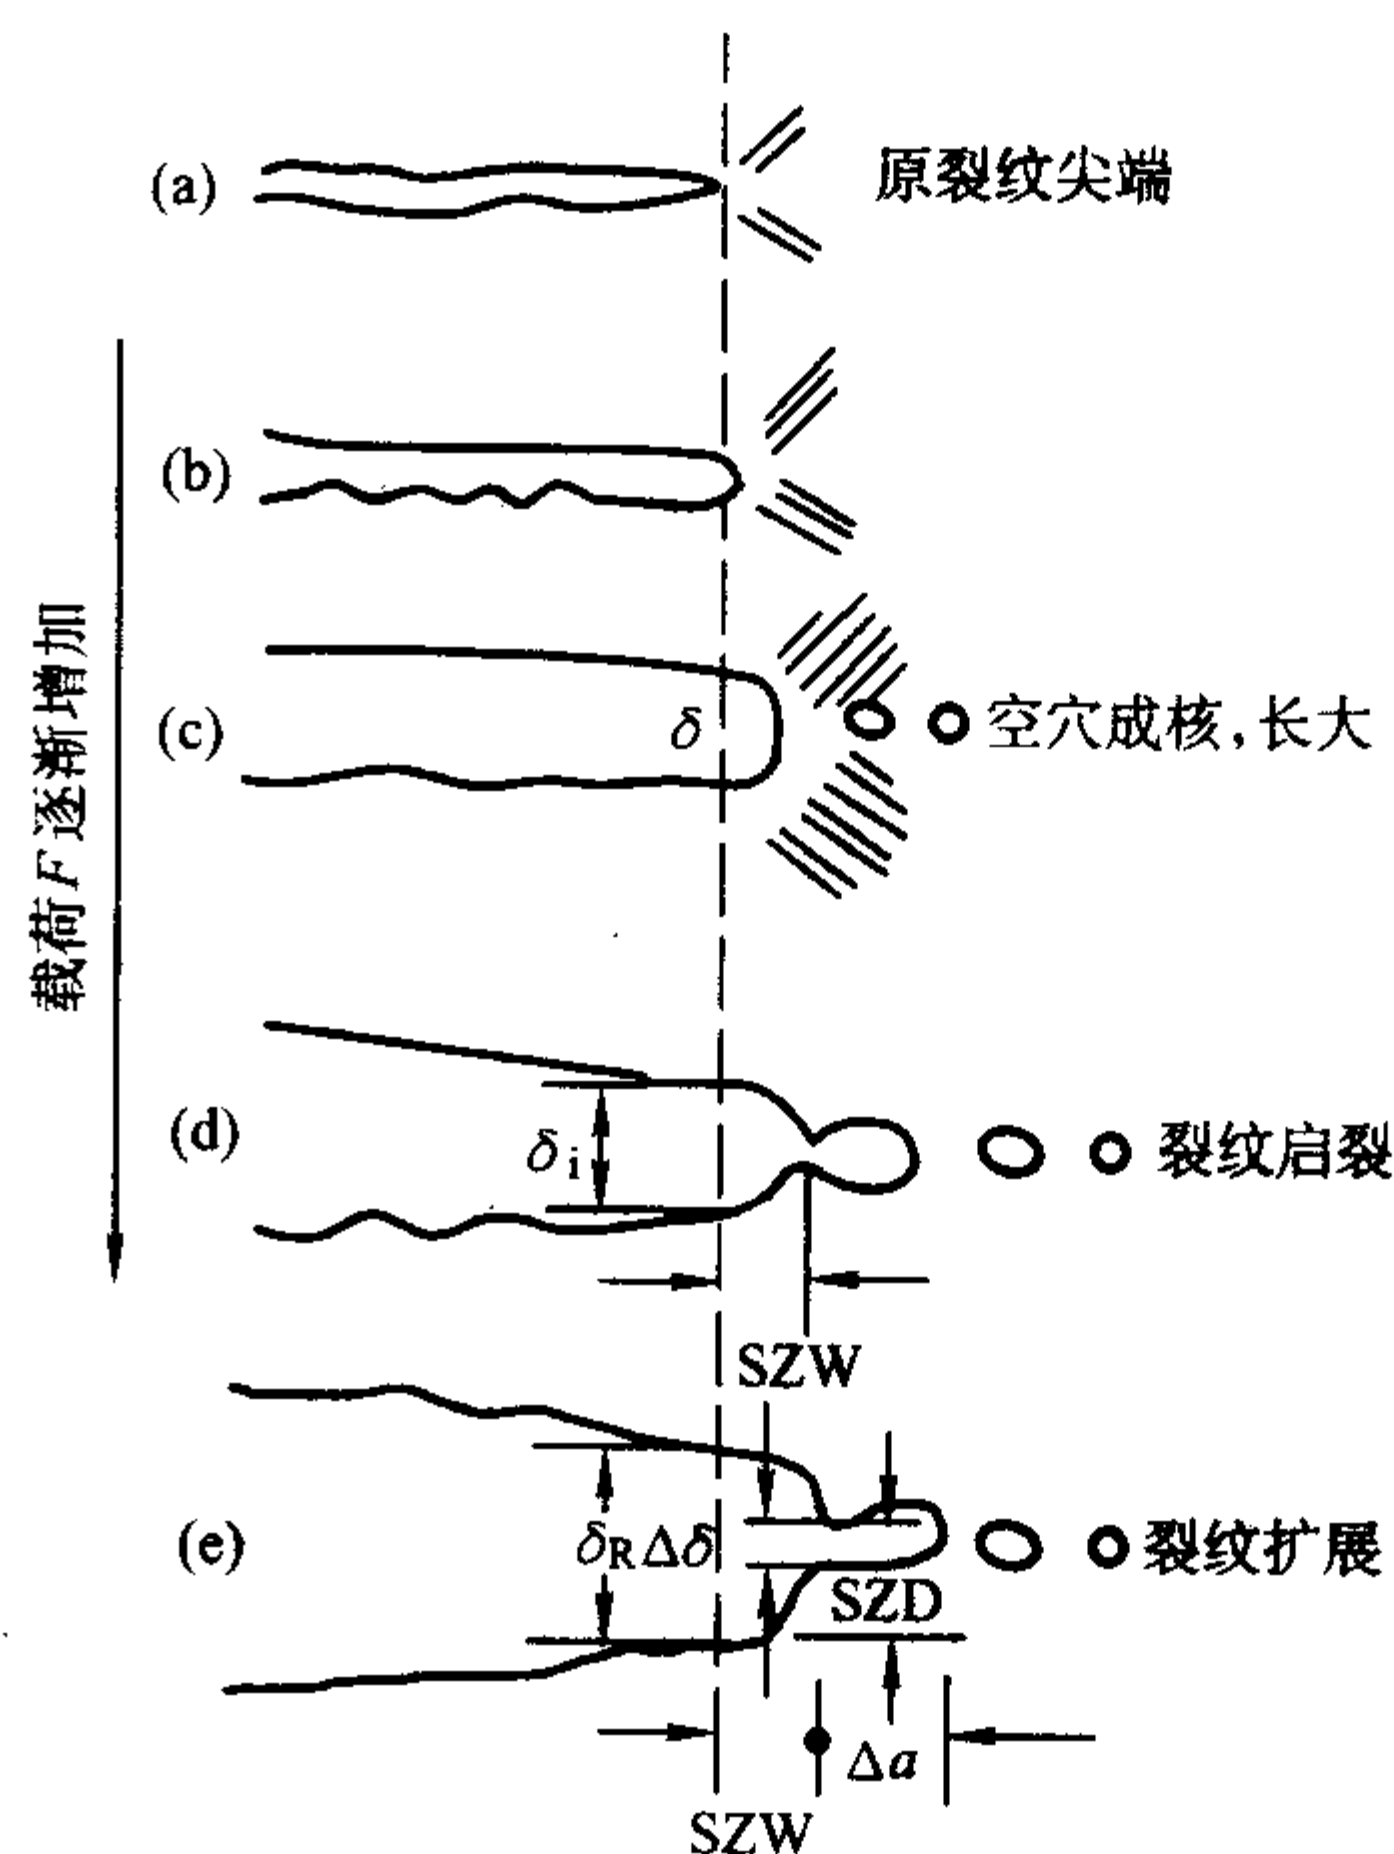 (a)
原裂纹尖端
(b)
载荷F逐渐增加
(c)
δ
空穴成核,长大
(d)
δi
裂纹启裂
SZW
(e)
δR Δδ
裂纹扩展
SZD
Δa
SZW